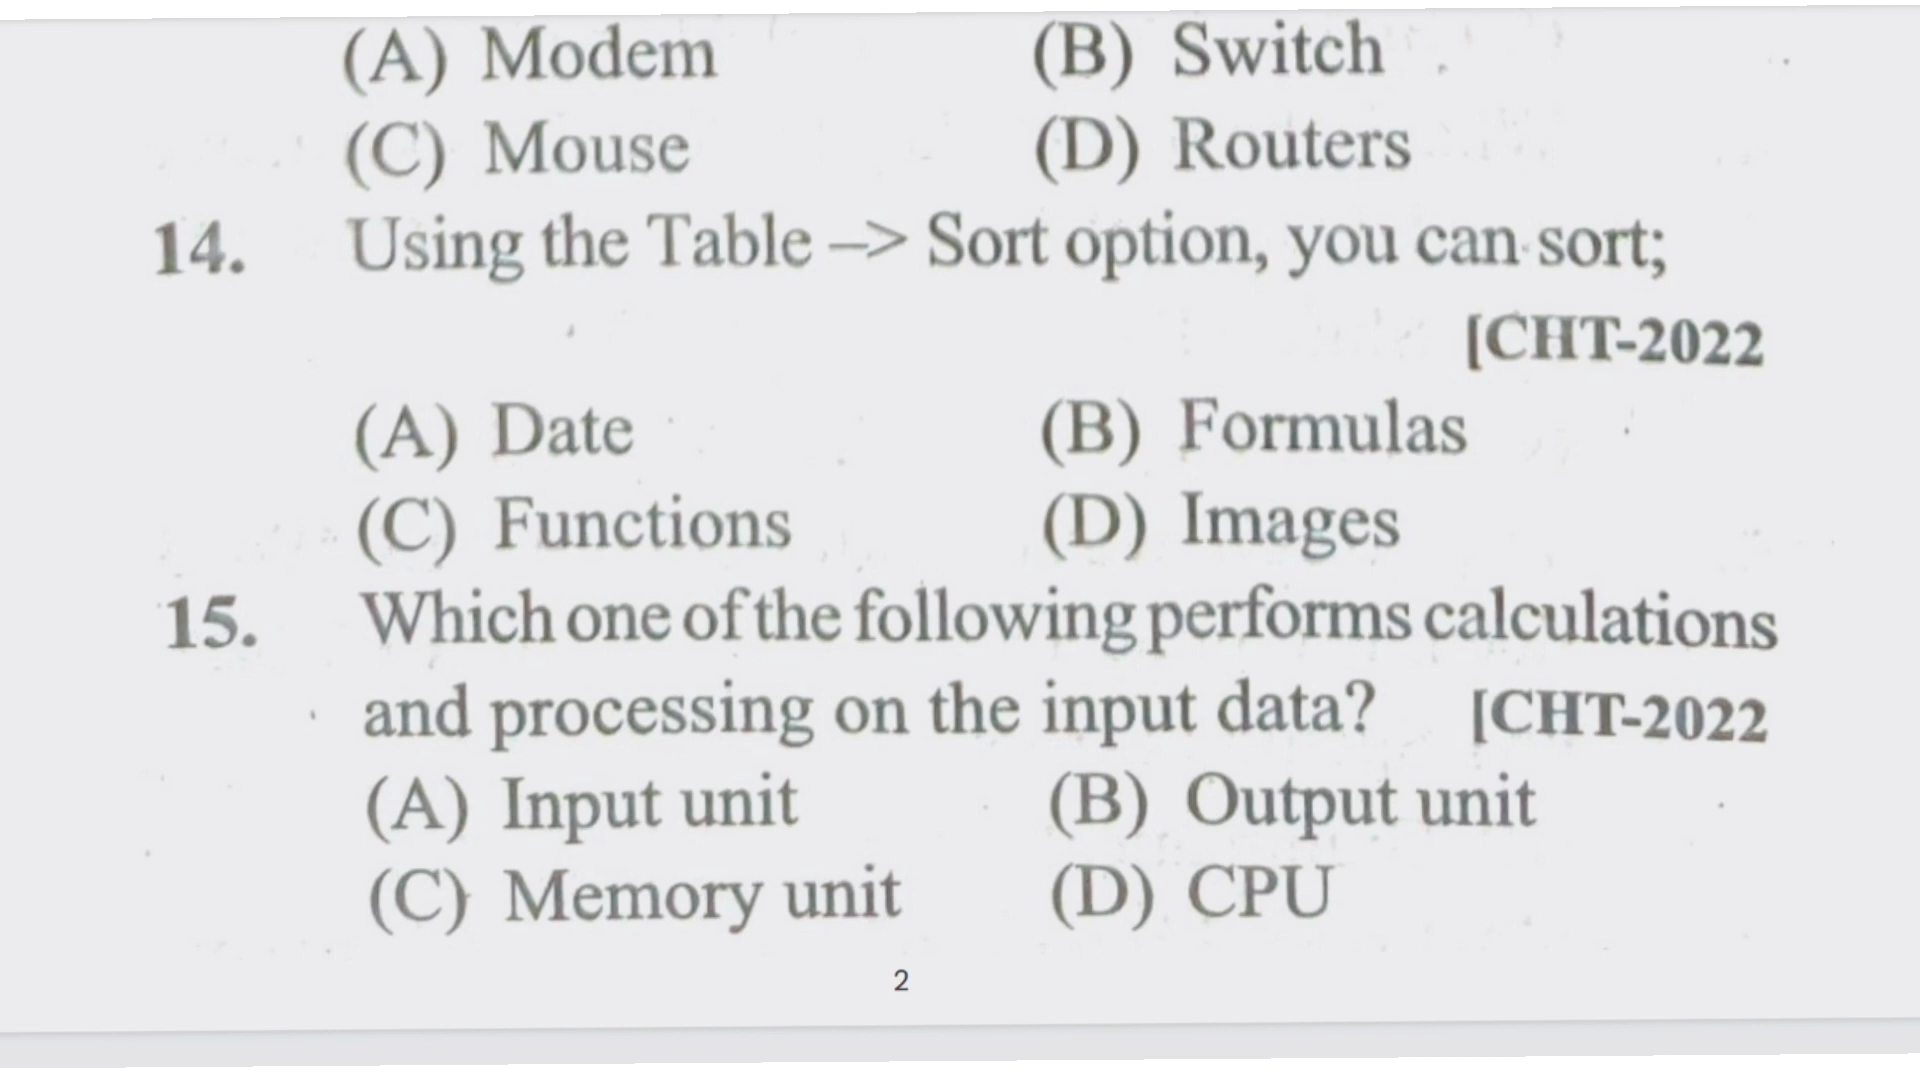 (A) Modem (B) Switch
(C) Mouse (D) Routers
14. Using the Table –> Sort option, you can sort;
[CHT-2022
(A) Date (B) Formulas
(C) Functions (D) Images
15. Which one of the following performs calculations
and processing on the input data? [CHT-2022
(A) Input unit (B) Output unit
(C) Memory unit (D) CPU
2